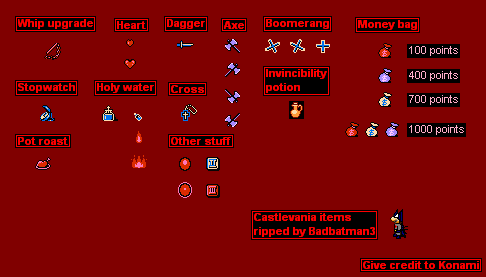 Whip upgrade
Heart
Dagger
Axe
Boomerang
Money bag
100 points
400 points
700 points
1000 points
Stopwatch
Holy water
Cross
Invincibility
potion
Pot roast
Other stuff
Castlevania items
ripped by Badbatman3
Give credit to Konami